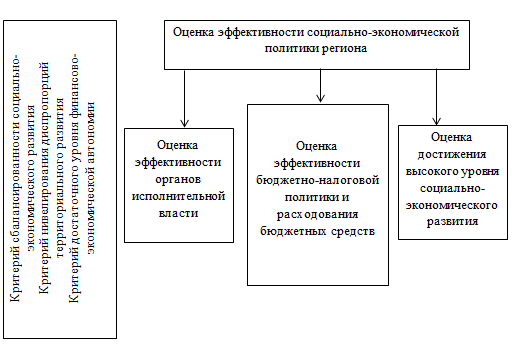 Критерий сбалансированности социально-
экономического развития
Критерий нивелирования диспропорций
территориального развития
Критерий достаточного уровня финансово-
экономической автономии
Оценка эффективности социально-экономической
политики региона
Оценка
эффективности
органов
исполнительной
власти
Оценка
эффективности
бюджетно-налоговой
политики и
расходования
бюджетных средств
Оценка
достижения
высокого уровня
социально-
экономического
развития